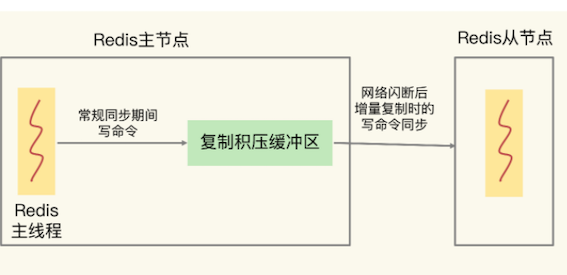 Redis主节点
Redis从节点
常规同步期间
写命令
复制积压缓冲区
网络闪断后
增量复制时的
写命令同步
Redis
主线程